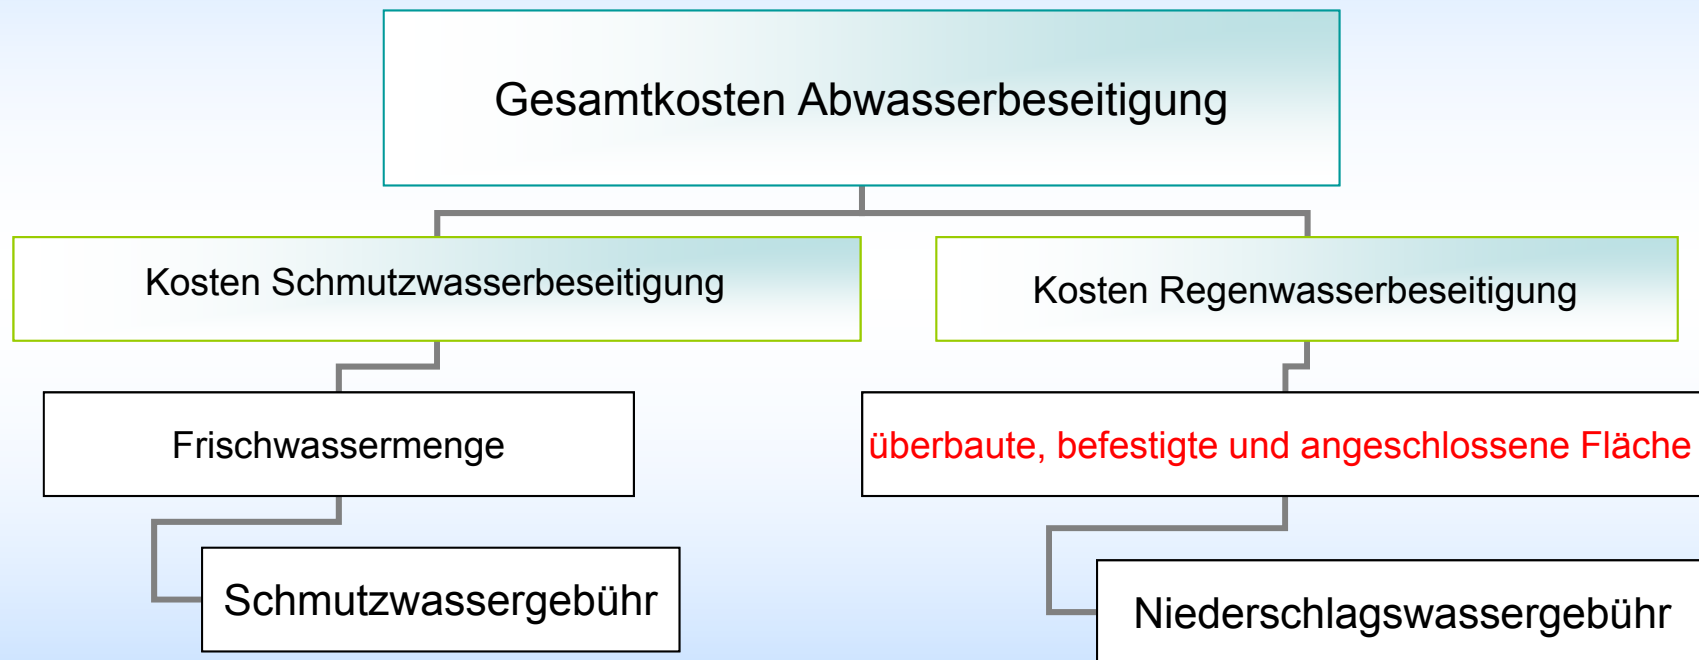 Gesamtkosten Abwasserbeseitigung
Kosten Schmutzwasserbeseitigung
Kosten Regenwasserbeseitigung
Frischwassermenge
überbaute, befestigte und angeschlossene Fläche
Schmutzwassergebühr
Niederschlagswassergebühr